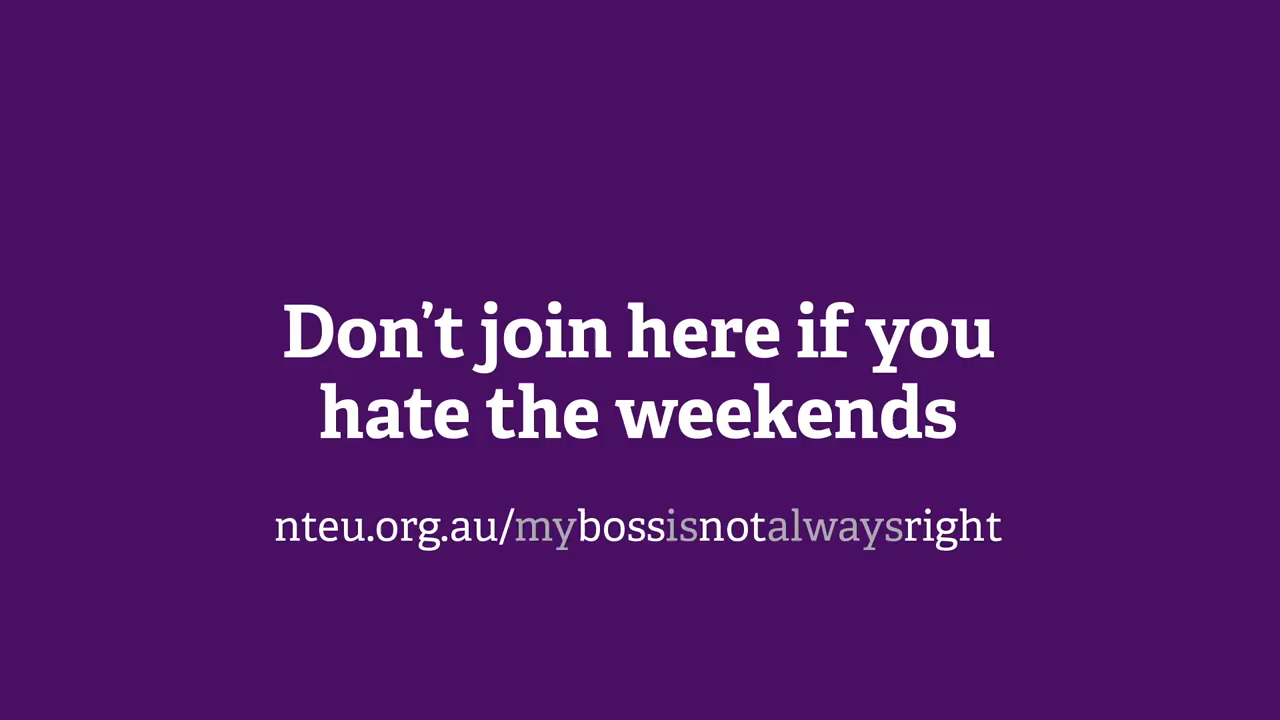 Don’t join here if you
hate the weekends
nteu.org.au/mybossisnotalwaysright